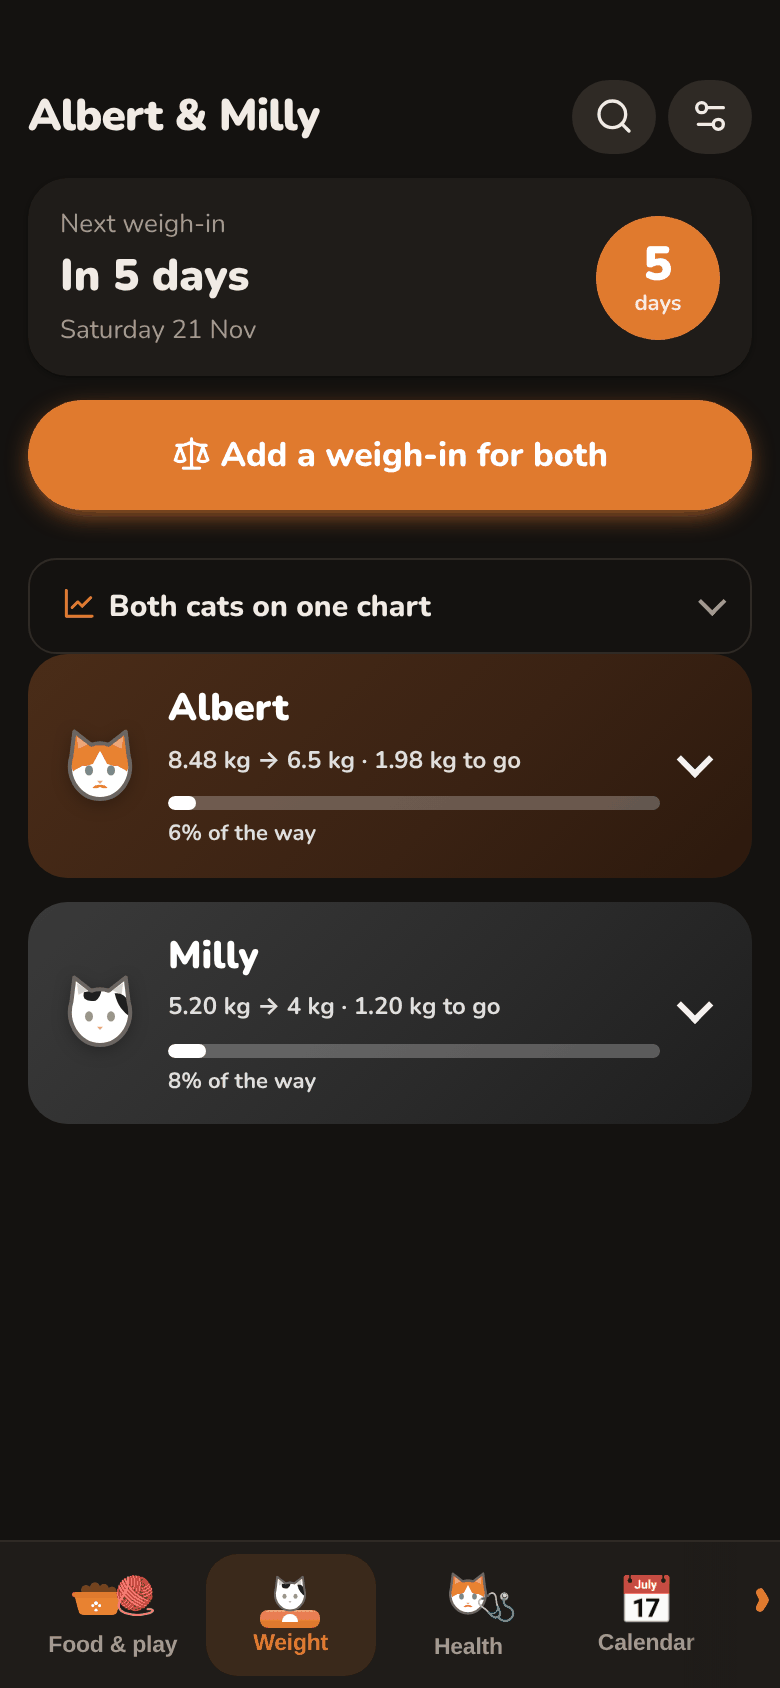 Albert & Milly
Next weigh-in
In 5 days
Saturday 21 Nov
5
days
Add a weigh-in for both
Both cats on one chart
Albert
8.48 kg → 6.5 kg · 1.98 kg to go
6% of the way
Milly
5.20 kg → 4 kg · 1.20 kg to go
8% of the way
Food & play
Weight
Health
July
17
Calendar